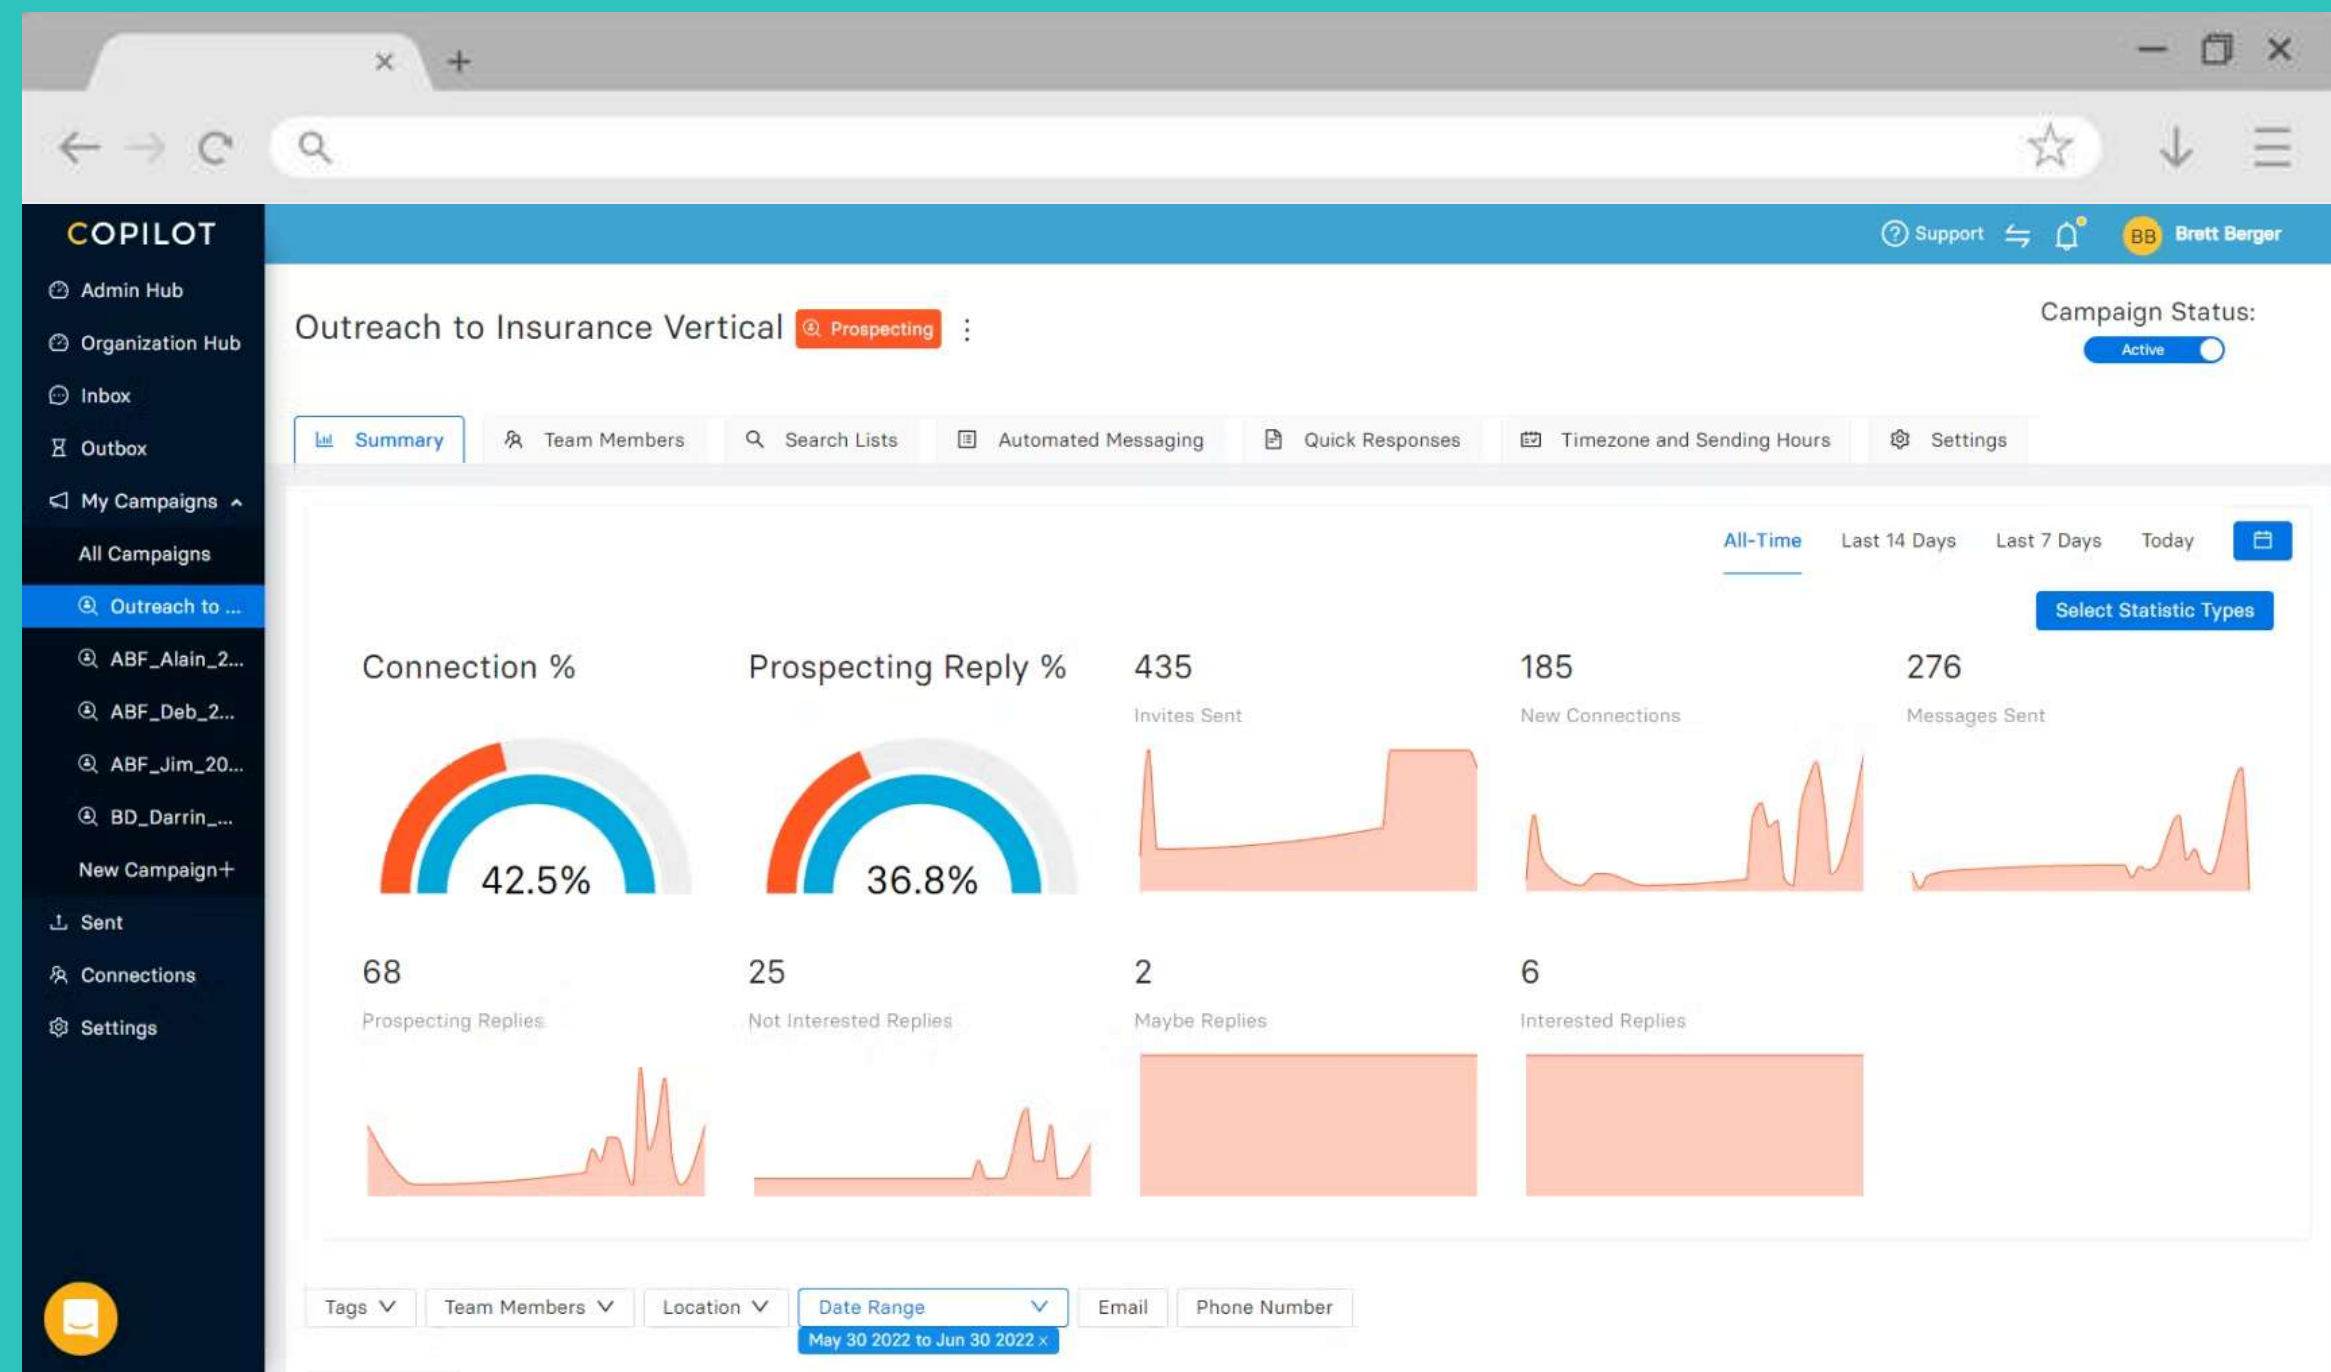 COPILOT
Support
BB Brett Berger
Admin Hub
Organization Hub
Inbox
Outbox
My Campaigns
All Campaigns
Outreach to ...
ABF_Alain_2...
ABF_Deb_2...
ABF_Jim_20...
BD_Darrin_...
New Campaign+
Sent
Connections
Settings
Outreach to Insurance Vertical Prospecting
Campaign Status:
Active
Summary Team Members Search Lists Automated Messaging Quick Responses Timezone and Sending Hours Settings
All-Time Last 14 Days Last 7 Days Today
Select Statistic Types
Connection %
42.5%
Prospecting Reply %
36.8%
435
Invites Sent
185
New Connections
276
Messages Sent
68
Prospecting Replies
25
Not Interested Replies
2
Maybe Replies
6
Interested Replies
Tags Team Members Location Date Range Email Phone Number
May 30 2022 to Jun 30 2022 ×